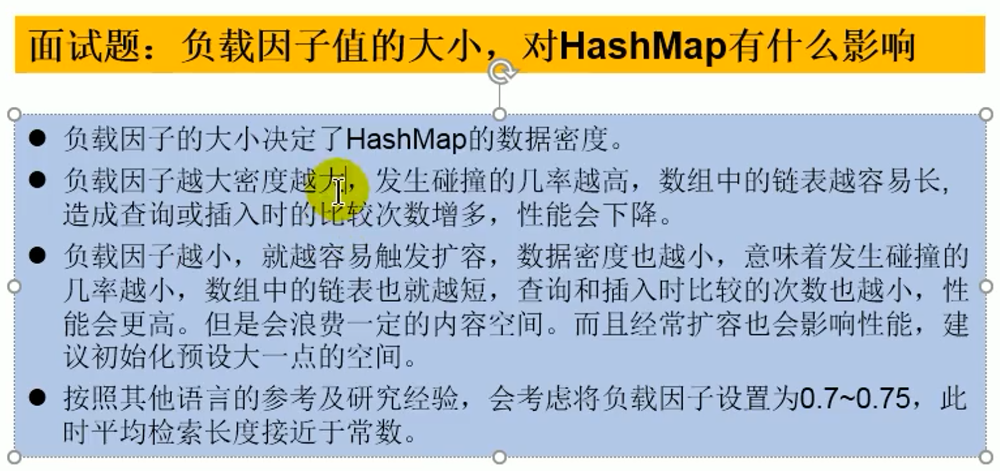 面试题：负载因子值的大小，对HashMap有什么影响
● 负载因子的大小决定了HashMap的数据密度。
● 负载因子越大密度越大，发生碰撞的几率越高，数组中的链表越容易长,
造成查询或插入时的比较次数增多，性能会下降。
● 负载因子越小，就越容易触发扩容，数据密度也越小，意味着发生碰撞的
几率越小，数组中的链表也就越短，查询和插入时比较的次数也越小，性
能会更高。但是会浪费一定的内容空间。而且经常扩容也会影响性能，建
议初始化预设大一点的空间。
● 按照其他语言的参考及研究经验，会考虑将负载因子设置为0.7~0.75，此
时平均检索长度接近于常数。